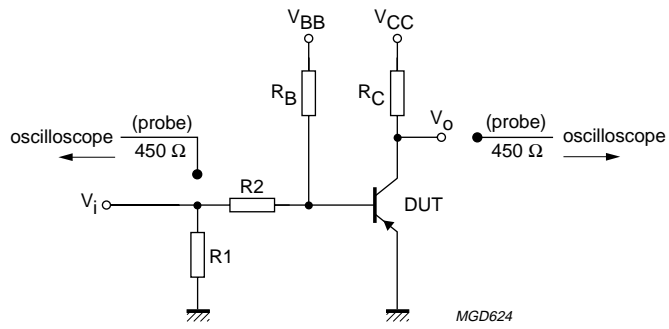 VBB
VCC
RB
RC
(probe)
450 Ω
oscilloscope
Vo
(probe)
450 Ω
oscilloscope
R2
DUT
Vi
R1
MGD624